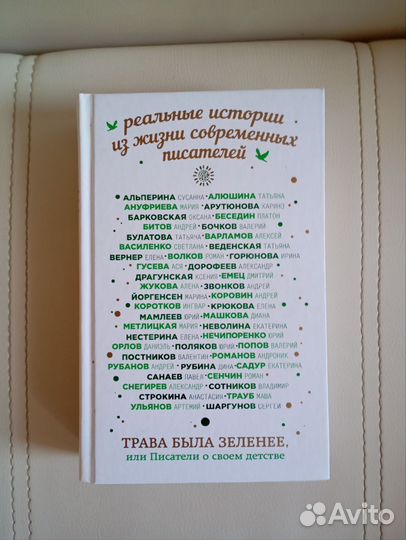 реальные истории
из жизни современных
писателей
АЛЬПЕРИНА СУСАННА • АЛЮШИНА ТАТЬЯНА
АНУФРИЕВА МАРИЯ • АРУТЮНОВА КАРИНЭ
БАРКОВСКАЯ ОКСАНА • БЕСЕДИН ПЛАТОН
БИТОВ АНДРЕЙ • БОЧКОВ ВАЛЕРИЙ
БУЛАТОВА ТАТЬЯНА • ВАРЛАМОВ АЛЕКСЕЙ
ВАСИЛЕНКО СВЕТЛАНА • ВЕДЕНСКАЯ ТАТЬЯНА
ВЕРНЕР ЕЛЕНА • ВОЛКОВ РОМАН • ГОРЮНОВА ИРИНА
ГУСЕВА АСЯ • ДОРОФЕЕВ АЛЕКСАНДР
ДРАГУНСКАЯ КСЕНИЯ • ЕМЕЦ ДМИТРИЙ
ЖУКОВА АЛЕНА • ЗВОНКОВ АНДРЕЙ
ЙОРГЕНСЕН МАРИНА • КОРОВИН АНДРЕЙ
КОРОТКОВ ИНГВАР • КРЮКОВА ЕЛЕНА
МАМЛЕЕВ ЮРИЙ • МАШКОВА ДИАНА
МЕТЛИЦКАЯ МАРИЯ • НЕВОЛИНА ЕКАТЕРИНА
НЕСТЕРИНА ЕЛЕНА • НЕЧИПОРЕНКО ЮРИЙ
ОРЛОВ ДАНИЭЛЬ • ПОЛЯКОВ ЮРИЙ • ПОПОВ ВАЛЕРИЙ
ПОСТНИКОВ ВАЛЕНТИН • РОМАНОВ АНДРОНИК
РУБАНОВ АНДРЕЙ • РУБИНА ДИНА • САДУР ЕКАТЕРИНА
САНАЕВ ПАВЕЛ • СЕНЧИН РОМАН
СНЕГИРЕВ АЛЕКСАНДР • СОТНИКОВ ВЛАДИМИР
СТРОКИНА АНАСТАСИЯ • ТРАУБ МАША
УЛЬЯНОВ АРТЕМИЙ • ШАРГУНОВ СЕРГЕЙ
ТРАВА БЫЛА ЗЕЛЕНЕЕ,
или Писатели о своем детстве
Avito